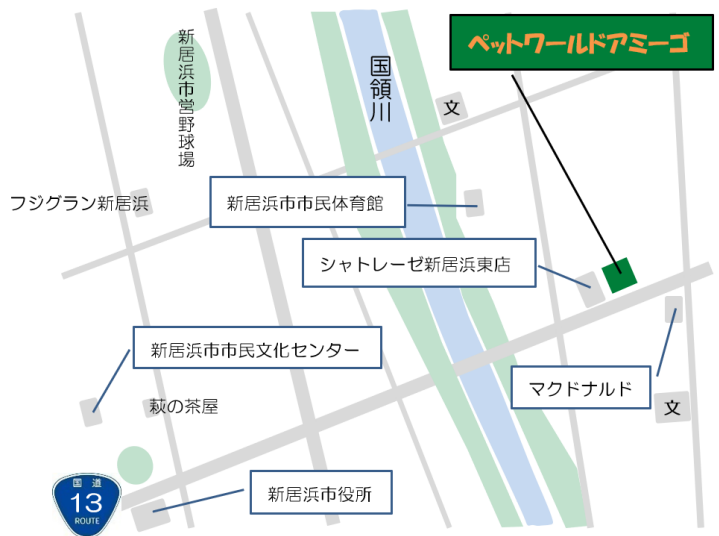 ペットワールドアミーゴ
新居浜市営野球場
国領川
文
フジグラン新居浜
新居浜市市民体育館
シャトレーゼ新居浜東店
新居浜市市民文化センター
マクドナルド
萩の茶屋
文
国道
13
ROUTE
新居浜市役所